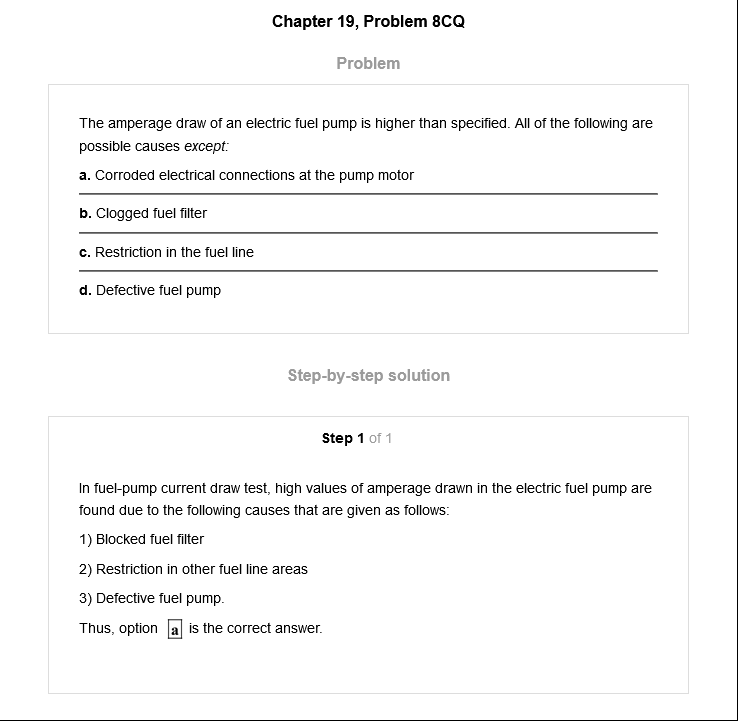 Chapter 19, Problem 8CQ
Problem
The amperage draw of an electric fuel pump is higher than specified. All of the following are
possible causes except:
a. Corroded electrical connections at the pump motor
b. Clogged fuel filter
c. Restriction in the fuel line
d. Defective fuel pump
Step-by-step solution
Step 1 of 1
In fuel-pump current draw test, high values of amperage drawn in the electric fuel pump are
found due to the following causes that are given as follows:
1) Blocked fuel filter
2) Restriction in other fuel line areas
3) Defective fuel pump.
Thus, option a is the correct answer.